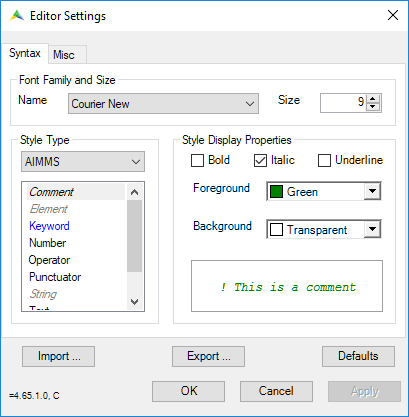 Editor Settings
Syntax Misc
Font Family and Size
Name Courier New Size 9
Style Type
AIMMS
Comment
Element
Keyword
Number
Operator
Punctuator
String
Style Display Properties
Bold Italic Underline
Foreground Green
Background Transparent
! This is a comment
Import ... Export ... Defaults
=4.65.1.0, C OK Cancel Apply